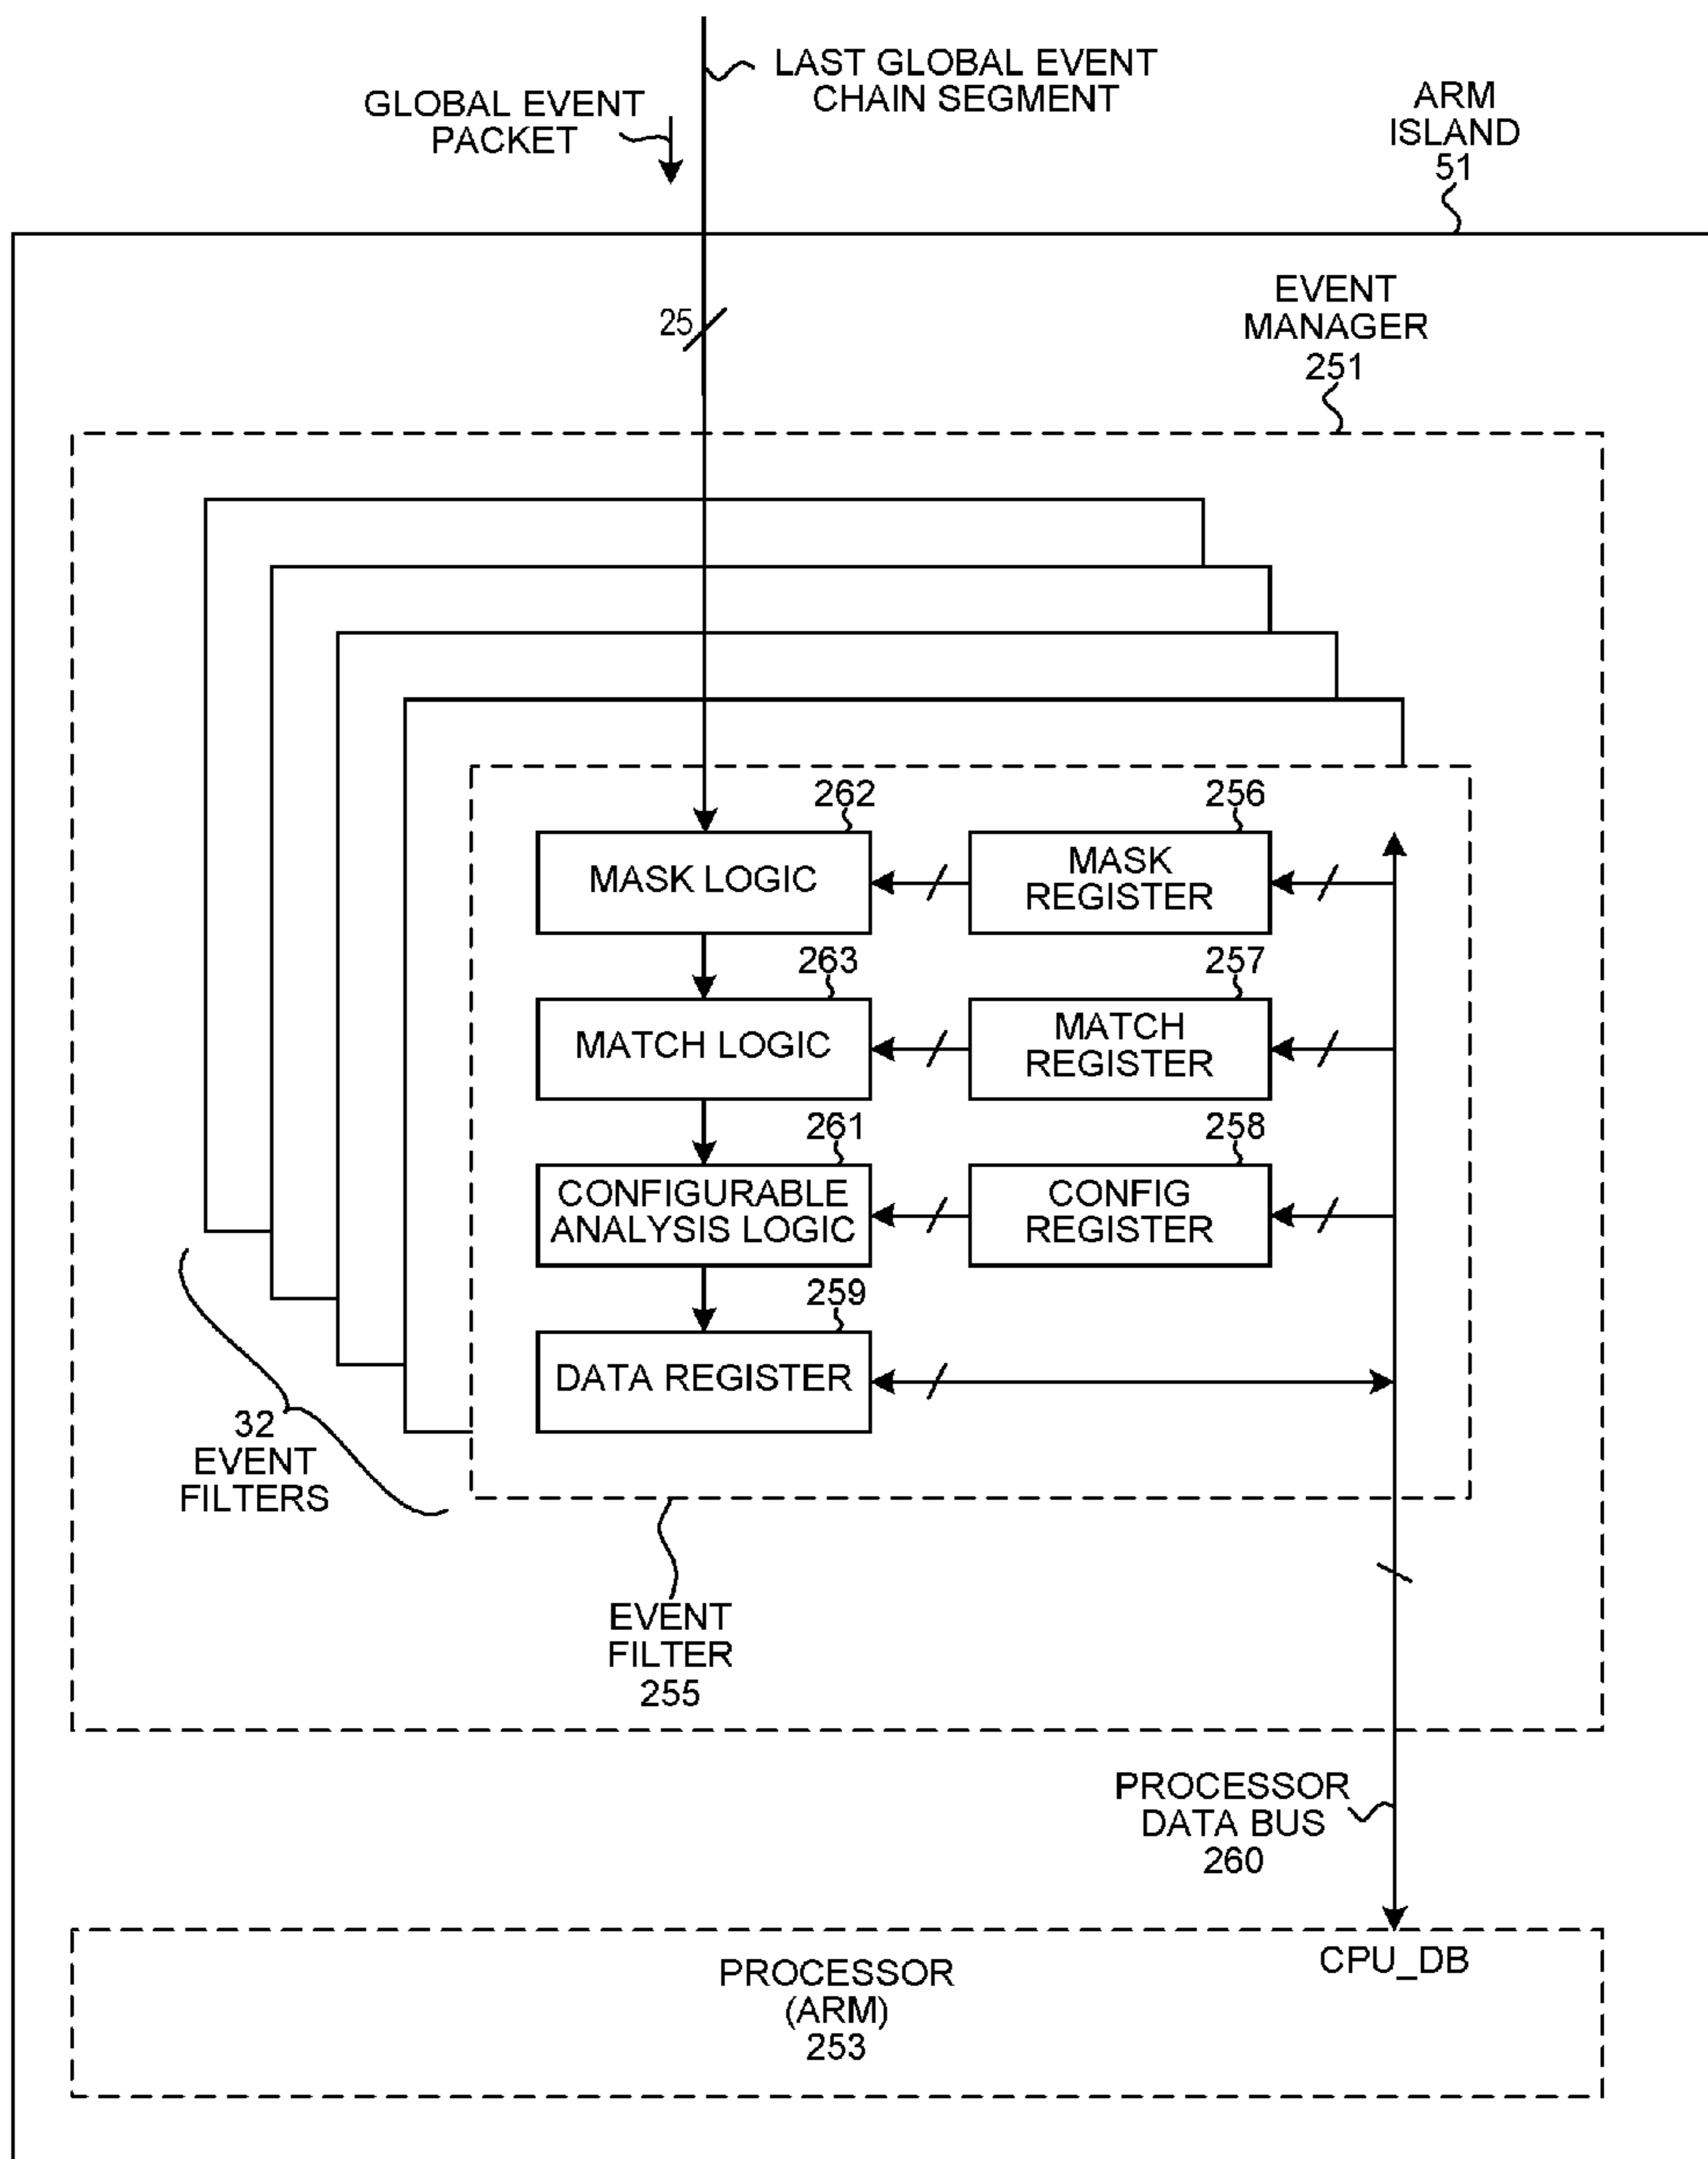 LAST GLOBAL EVENT
CHAIN SEGMENT
GLOBAL EVENT
PACKET
ARM
ISLAND
51
25
EVENT
MANAGER
251
262
256
MASK LOGIC
MASK
REGISTER
263
257
MATCH LOGIC
MATCH
REGISTER
261
258
CONFIGURABLE
ANALYSIS LOGIC
CONFIG
REGISTER
259
DATA REGISTER
32
EVENT
FILTERS
EVENT
FILTER
255
PROCESSOR
DATA BUS
260
CPU_DB
PROCESSOR
(ARM)
253